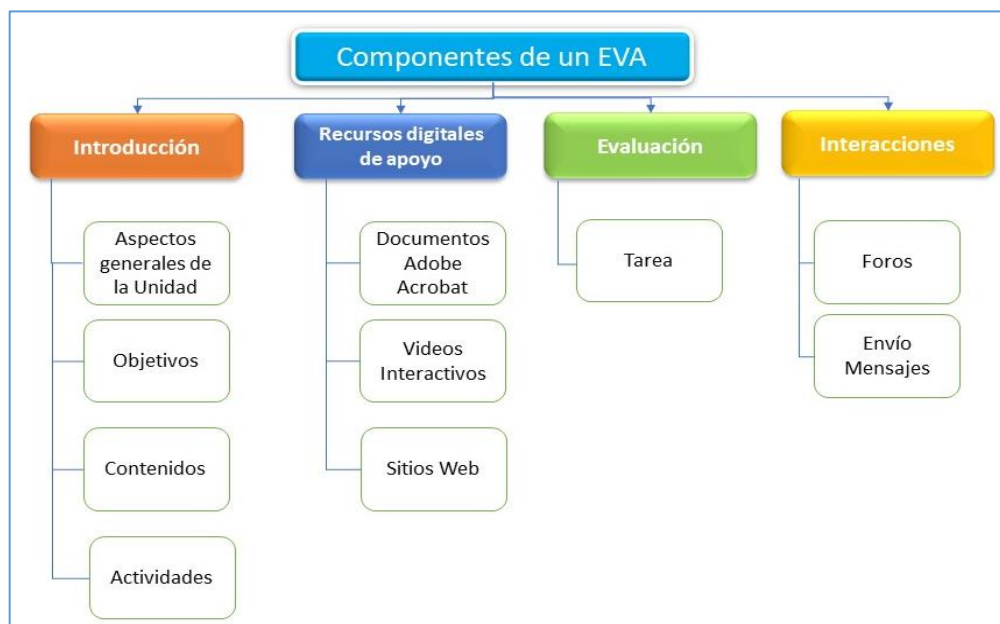 Componentes de un EVA
Introducción
Recursos digitales
de apoyo
Evaluación
Interacciones
Aspectos
generales de
la Unidad
Objetivos
Contenidos
Actividades
Documentos
Adobe
Acrobat
Videos
Interactivos
Sitios Web
Tarea
Foros
Envío
Mensajes